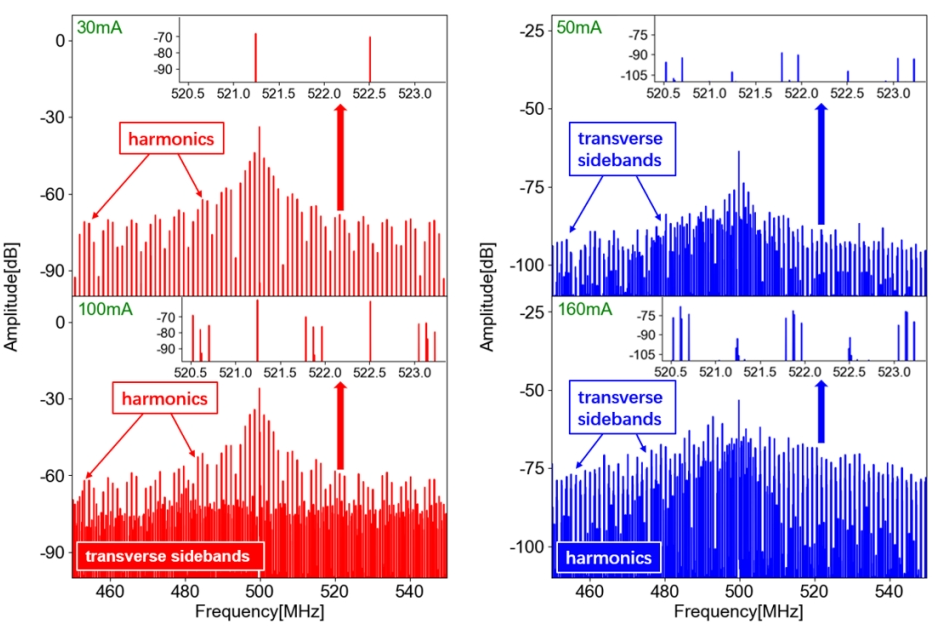 30mA
0
-30
-60
-90
-70
-80
-90
520.5 521.0 521.5 522.0 522.5 523.0
harmonics
50mA
-25
-50
-75
-100
-75
-90
-105
520.5 521.0 521.5 522.0 522.5 523.0
transverse
sidebands
100mA
0
-30
-60
-90
-70
-80
-90
520.5 521.0 521.5 522.0 522.5 523.0
harmonics
transverse sidebands
460 480 500 520 540
Frequency[MHz]
Amplitude[dB]
160mA
-25
-50
-75
-100
-75
-90
-105
520.5 521.0 521.5 522.0 522.5 523.0
transverse
sidebands
harmonics
460 480 500 520 540
Frequency[MHz]
Amplitude[dB]